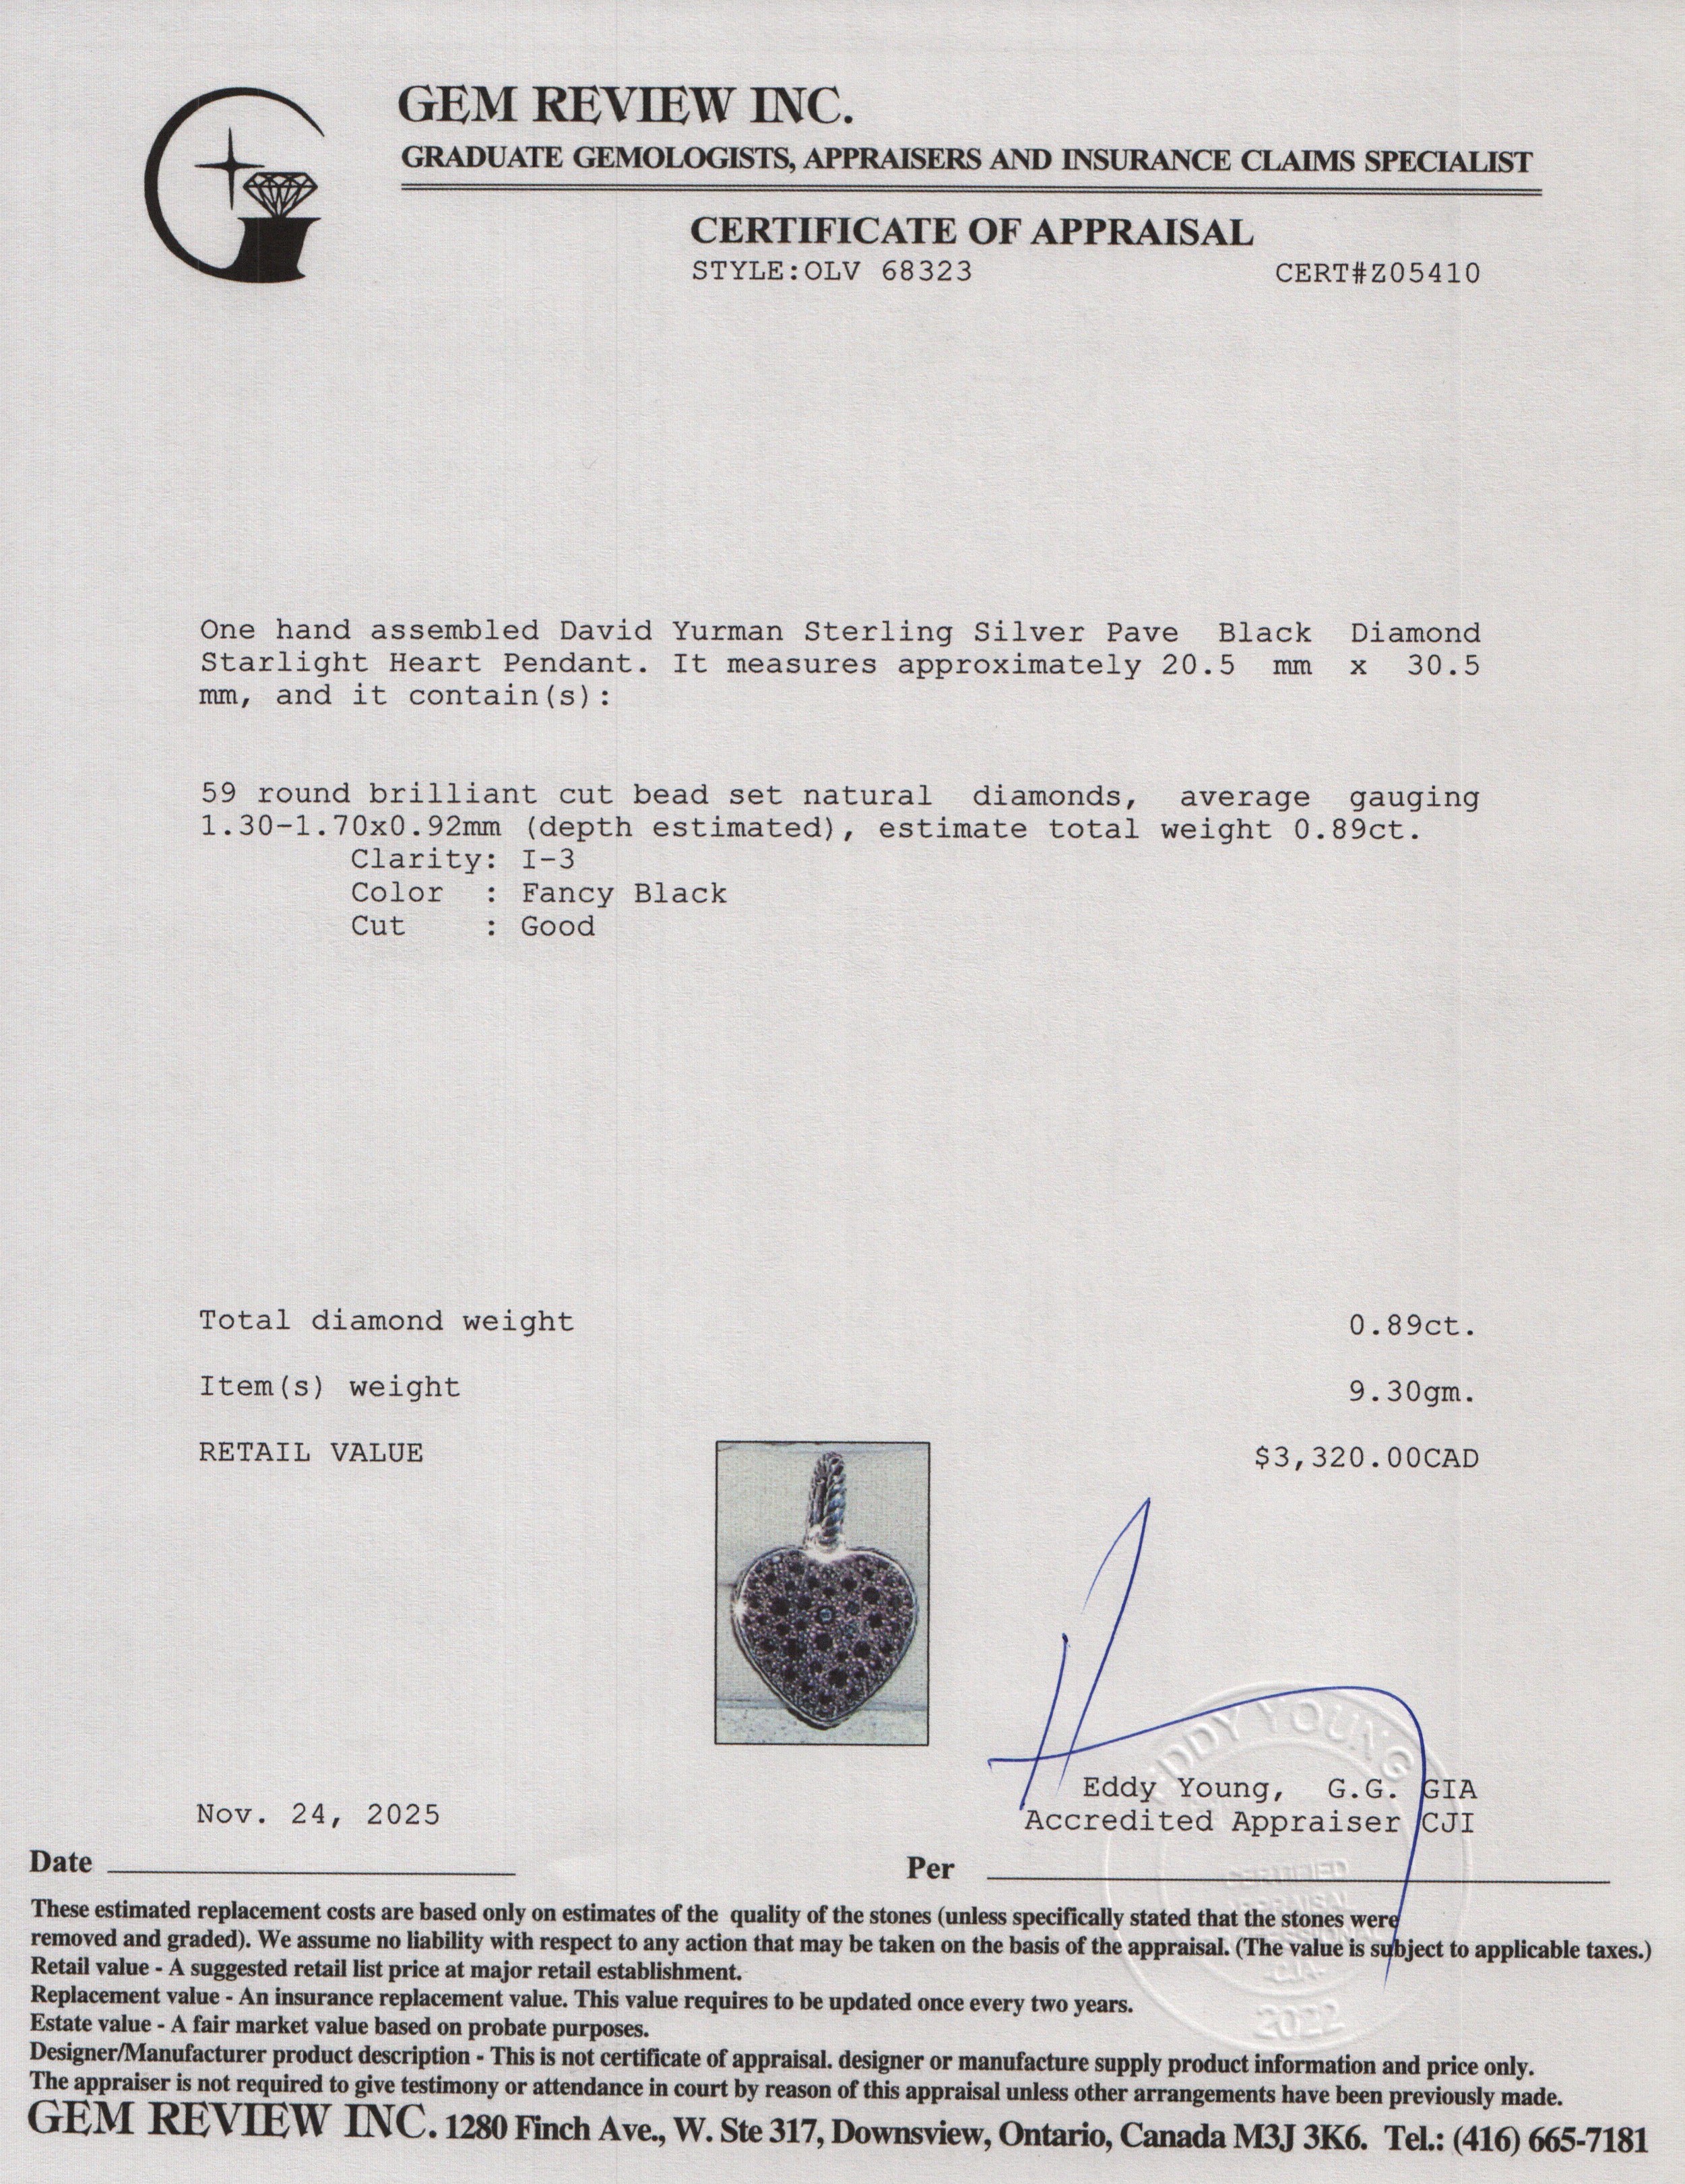 GEM REVIEW INC.
GRADUATE GEMOLOGISTS, APPRAISERS AND INSURANCE CLAIMS SPECIALIST
CERTIFICATE OF APPRAISAL
STYLE:OLV 68323 CERT#Z05410
One hand assembled David Yurman Sterling Silver Pave Black Diamond
Starlight Heart Pendant. It measures approximately 20.5 mm x 30.5
mm, and it contain(s):
59 round brilliant cut bead set natural diamonds, average gauging
1.30-1.70x0.92mm (depth estimated), estimate total weight 0.89ct.
Clarity: I-3
Color : Fancy Black
Cut : Good
Total diamond weight 0.89ct.
Item(s) weight 9.30gm.
RETAIL VALUE $3,320.00CAD
EDDY YOUNG
Eddy Young, G.G. GIA
Nov. 24, 2025 Accredited Appraiser CJI
Date Per
CERTIFIED
APPRAISAL
2022
These estimated replacement costs are based only on estimates of the quality of the stones (unless specifically stated that the stones were
removed and graded). We assume no liability with respect to any action that may be taken on the basis of the appraisal. (The value is subject to applicable taxes.)
Retail value - A suggested retail list price at major retail establishment.
Replacement value - An insurance replacement value. This value requires to be updated once every two years.
Estate value - A fair market value based on probate purposes.
Designer/Manufacturer product description - This is not certificate of appraisal. designer or manufacture supply product information and price only.
The appraiser is not required to give testimony or attendance in court by reason of this appraisal unless other arrangements have been previously made.
GEM REVIEW INC. 1280 Finch Ave., W. Ste 317, Downsview, Ontario, Canada M3J 3K6. Tel.: (416) 665-7181